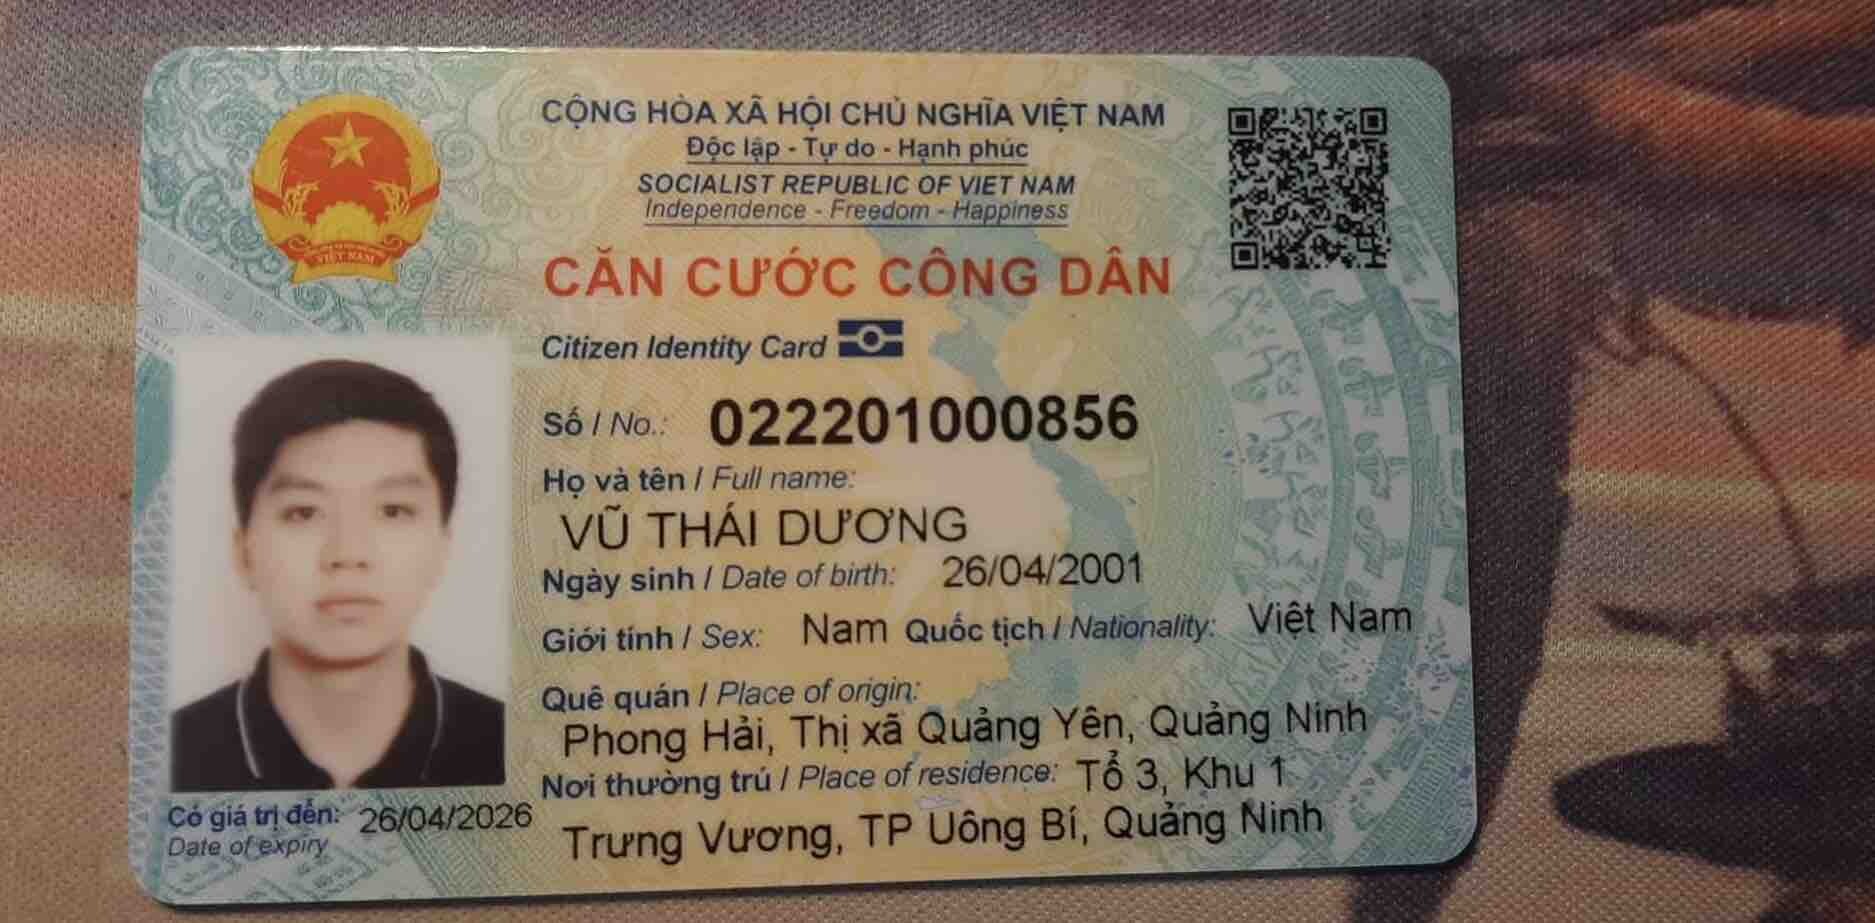 CỘNG HÒA XÃ HỘI CHỦ NGHĨA VIỆT NAM
Độc lập - Tự do - Hạnh phúc
SOCIALIST REPUBLIC OF VIET NAM
Independence - Freedom - Happiness
CĂN CƯỚC CÔNG DÂN
Citizen Identity Card
Số / No.: 022201000856
Họ và tên / Full name:
VŨ THÁI DƯƠNG
Ngày sinh / Date of birth: 26/04/2001
Giới tính / Sex: Nam Quốc tịch / Nationality: Việt Nam
Quê quán / Place of origin:
Phong Hải, Thị xã Quảng Yên, Quảng Ninh
Nơi thường trú / Place of residence: Tổ 3, Khu 1
Trưng Vương, TP Uông Bí, Quảng Ninh
Có giá trị đến: 26/04/2026
Date of expiry
VIỆT NAM